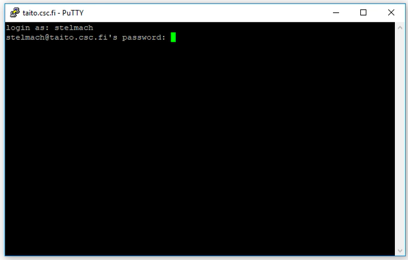 taito.csc.fi - PuTTY
login as: stelmach
stelmach@taito.csc.fi's password: